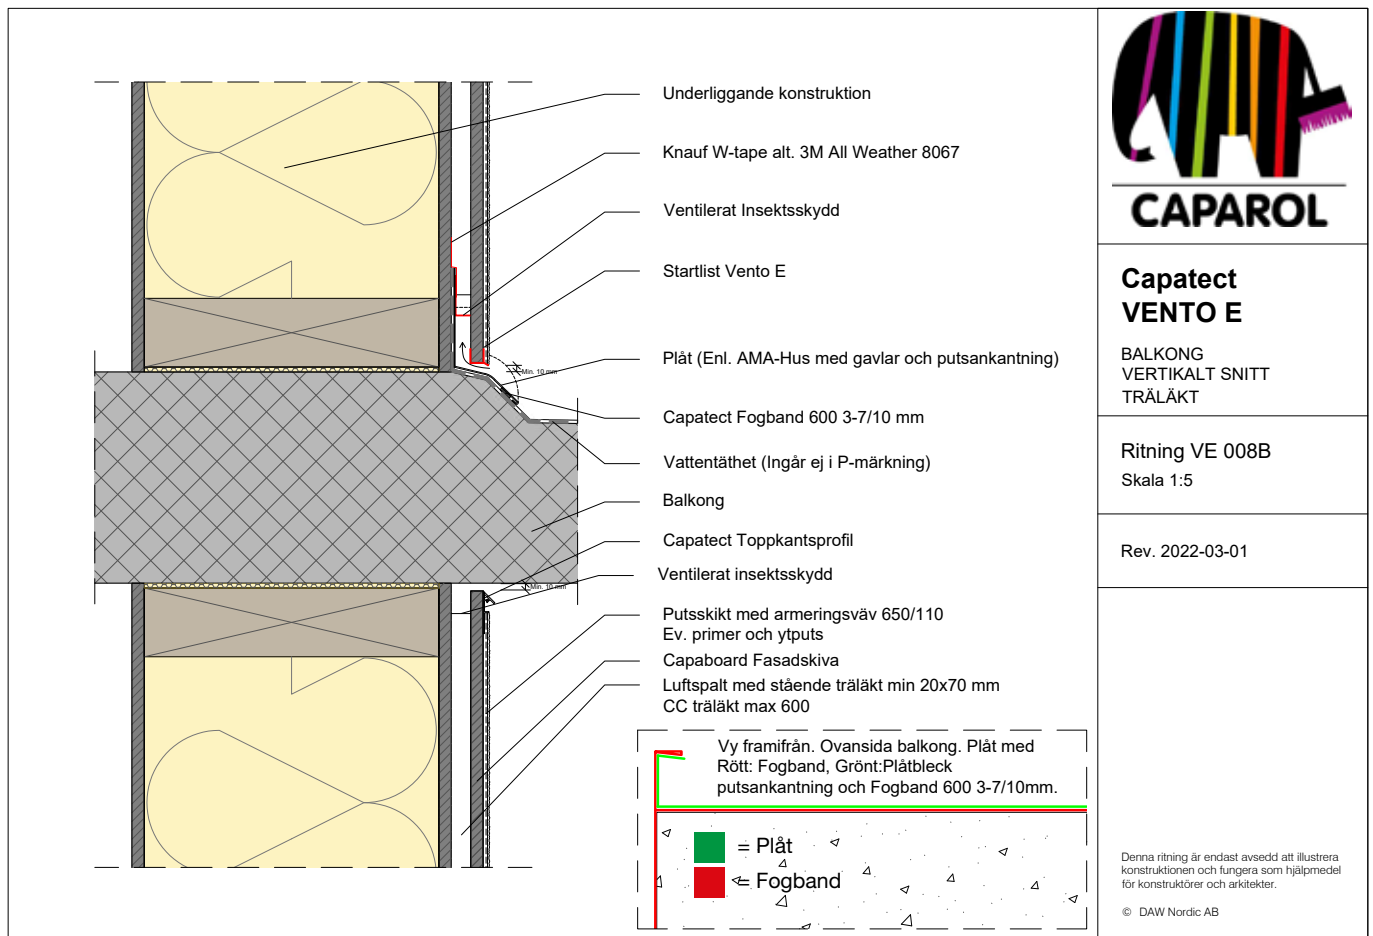 Underliggande konstruktion
Knauf W-tape alt. 3M All Weather 8067
Ventilerat Insektsskydd
Startlist Vento E
Plåt (Enl. AMA-Hus med gavlar och putsankantning)
Min. 10 mm
Capatect Fogband 600 3-7/10 mm
Vattentäthet (Ingår ej i P-märkning)
Balkong
Capatect Toppkantsprofil
Ventilerat insektsskydd
Min. 10 mm
Putsskikt med armeringsväv 650/110
Ev. primer och ytputs
Capaboard Fasadskiva
Luftspalt med stående träläkt min 20x70 mm
CC träläkt max 600
Vy framifrån. Ovansida balkong. Plåt med
Rött: Fogband, Grönt:Plåtbleck
putsankantning och Fogband 600 3-7/10mm.
= Plåt
= Fogband
CAPAROL
Capatect
VENTO E
BALKONG
VERTIKALT SNITT
TRÄLÄKT
Ritning VE 008B
Skala 1:5
Rev. 2022-03-01
Denna ritning är endast avsedd att illustrera
konstruktionen och fungera som hjälpmedel
för konstruktörer och arkitekter.
© DAW Nordic AB